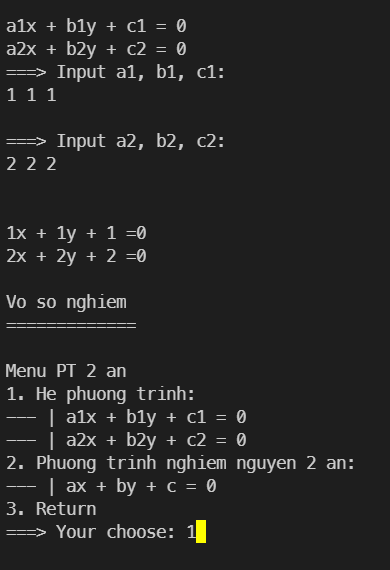 a1x + b1y + c1 = 0
a2x + b2y + c2 = 0
===> Input a1, b1, c1:
1 1 1
===> Input a2, b2, c2:
2 2 2
1x + 1y + 1 =0
2x + 2y + 2 =0
Vo so nghiem
=============
Menu PT 2 an
1. He phuong trinh:
--- | a1x + b1y + c1 = 0
--- | a2x + b2y + c2 = 0
2. Phuong trinh nghiem nguyen 2 an:
--- | ax + by + c = 0
3. Return
===> Your choose: 1